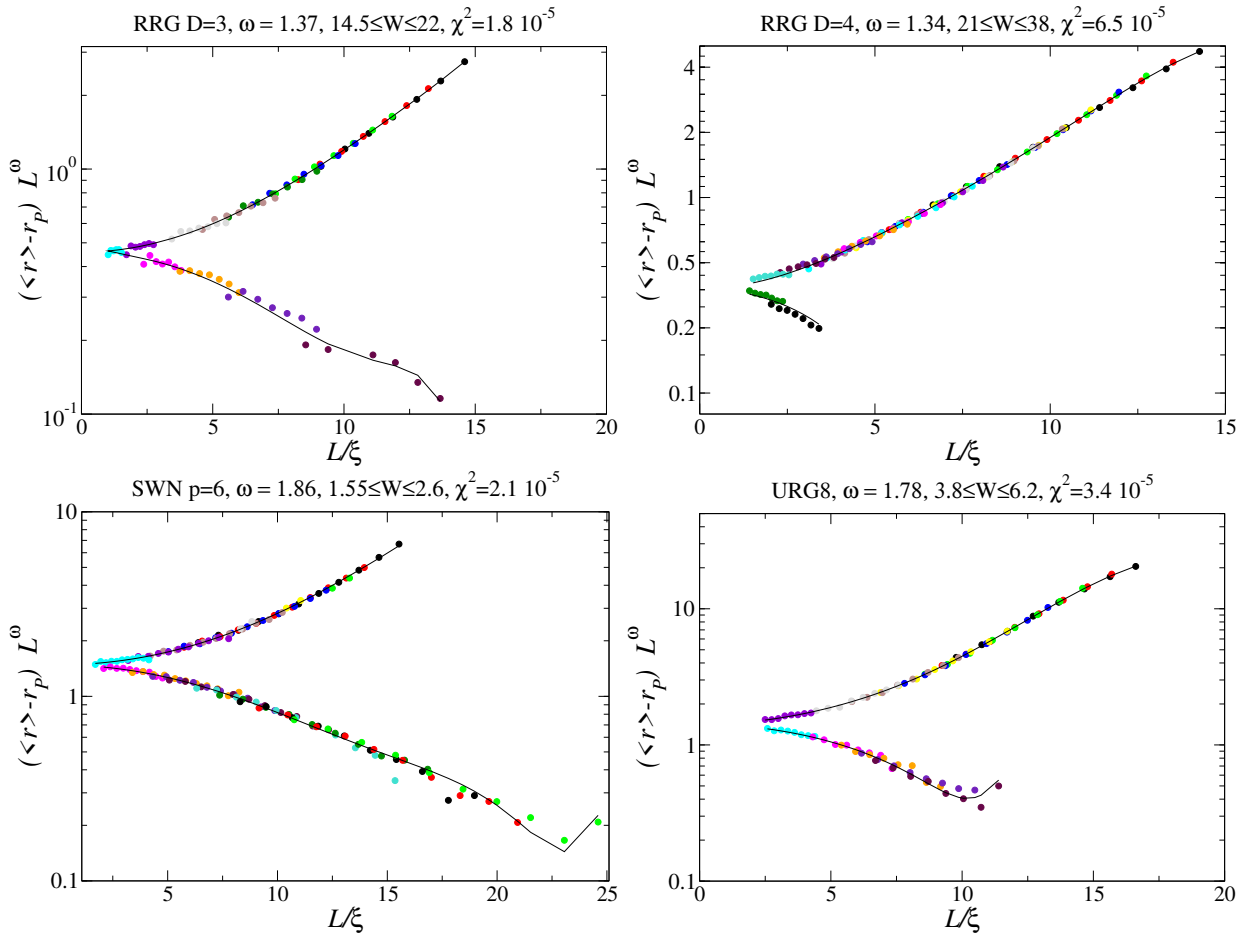 RRG D=3, ω = 1.37, 14.5≤W≤22, χ²=1.8 10⁻⁵
(<r>-r_p) L^ω
10⁰
10⁻¹
0 5 10 15 20
L/ξ
RRG D=4, ω = 1.34, 21≤W≤38, χ²=6.5 10⁻⁵
(<r>-r_p) L^ω
4
2
1
0.5
0.2
0.1
5 10 15
L/ξ
SWN p=6, ω = 1.86, 1.55≤W≤2.6, χ²=2.1 10⁻⁵
(<r>-r_p) L^ω
10
1
0.1
5 10 15 20 25
L/ξ
URG8, ω = 1.78, 3.8≤W≤6.2, χ²=3.4 10⁻⁵
(<r>-r_p) L^ω
10
1
0.1
0 5 10 15 20
L/ξ